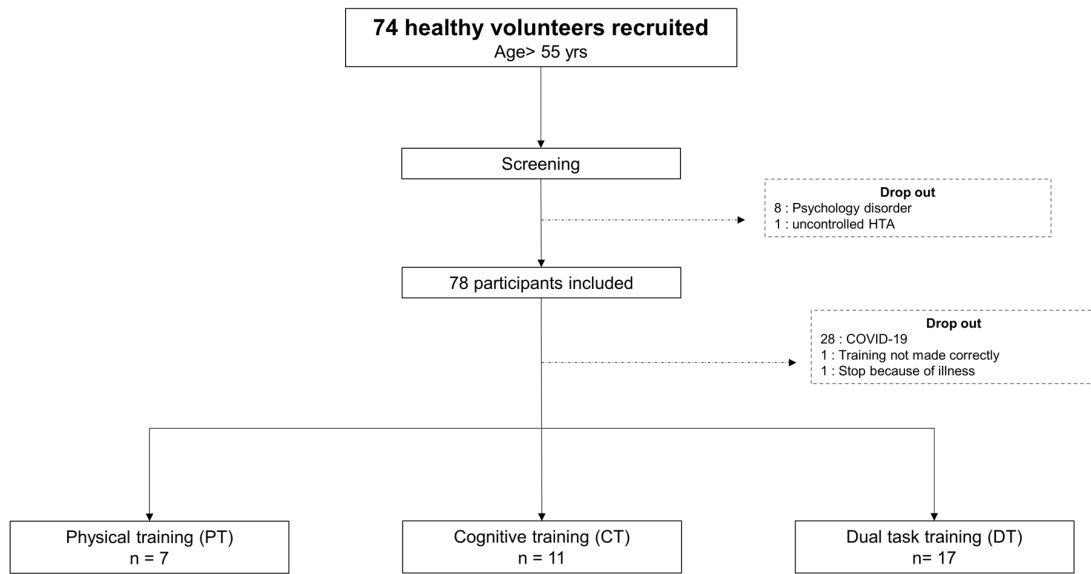 74 healthy volunteers recruited
Age> 55 yrs
Screening
Drop out
8 : Psychology disorder
1 : uncontrolled HTA
78 participants included
Drop out
28 : COVID-19
1 : Training not made correctly
1 : Stop because of illness
Physical training (PT)
n = 7
Cognitive training (CT)
n = 11
Dual task training (DT)
n= 17